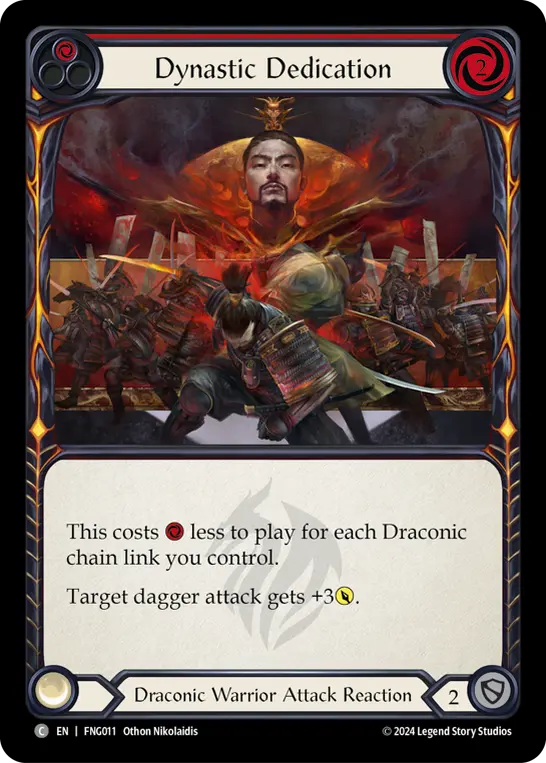 Dynastic Dedication
2
This costs less to play for each Draconic
chain link you control.
Target dagger attack gets +3.
Draconic Warrior Attack Reaction
2
C EN | FNG011 Othon Nikolaidis
© 2024 Legend Story Studios